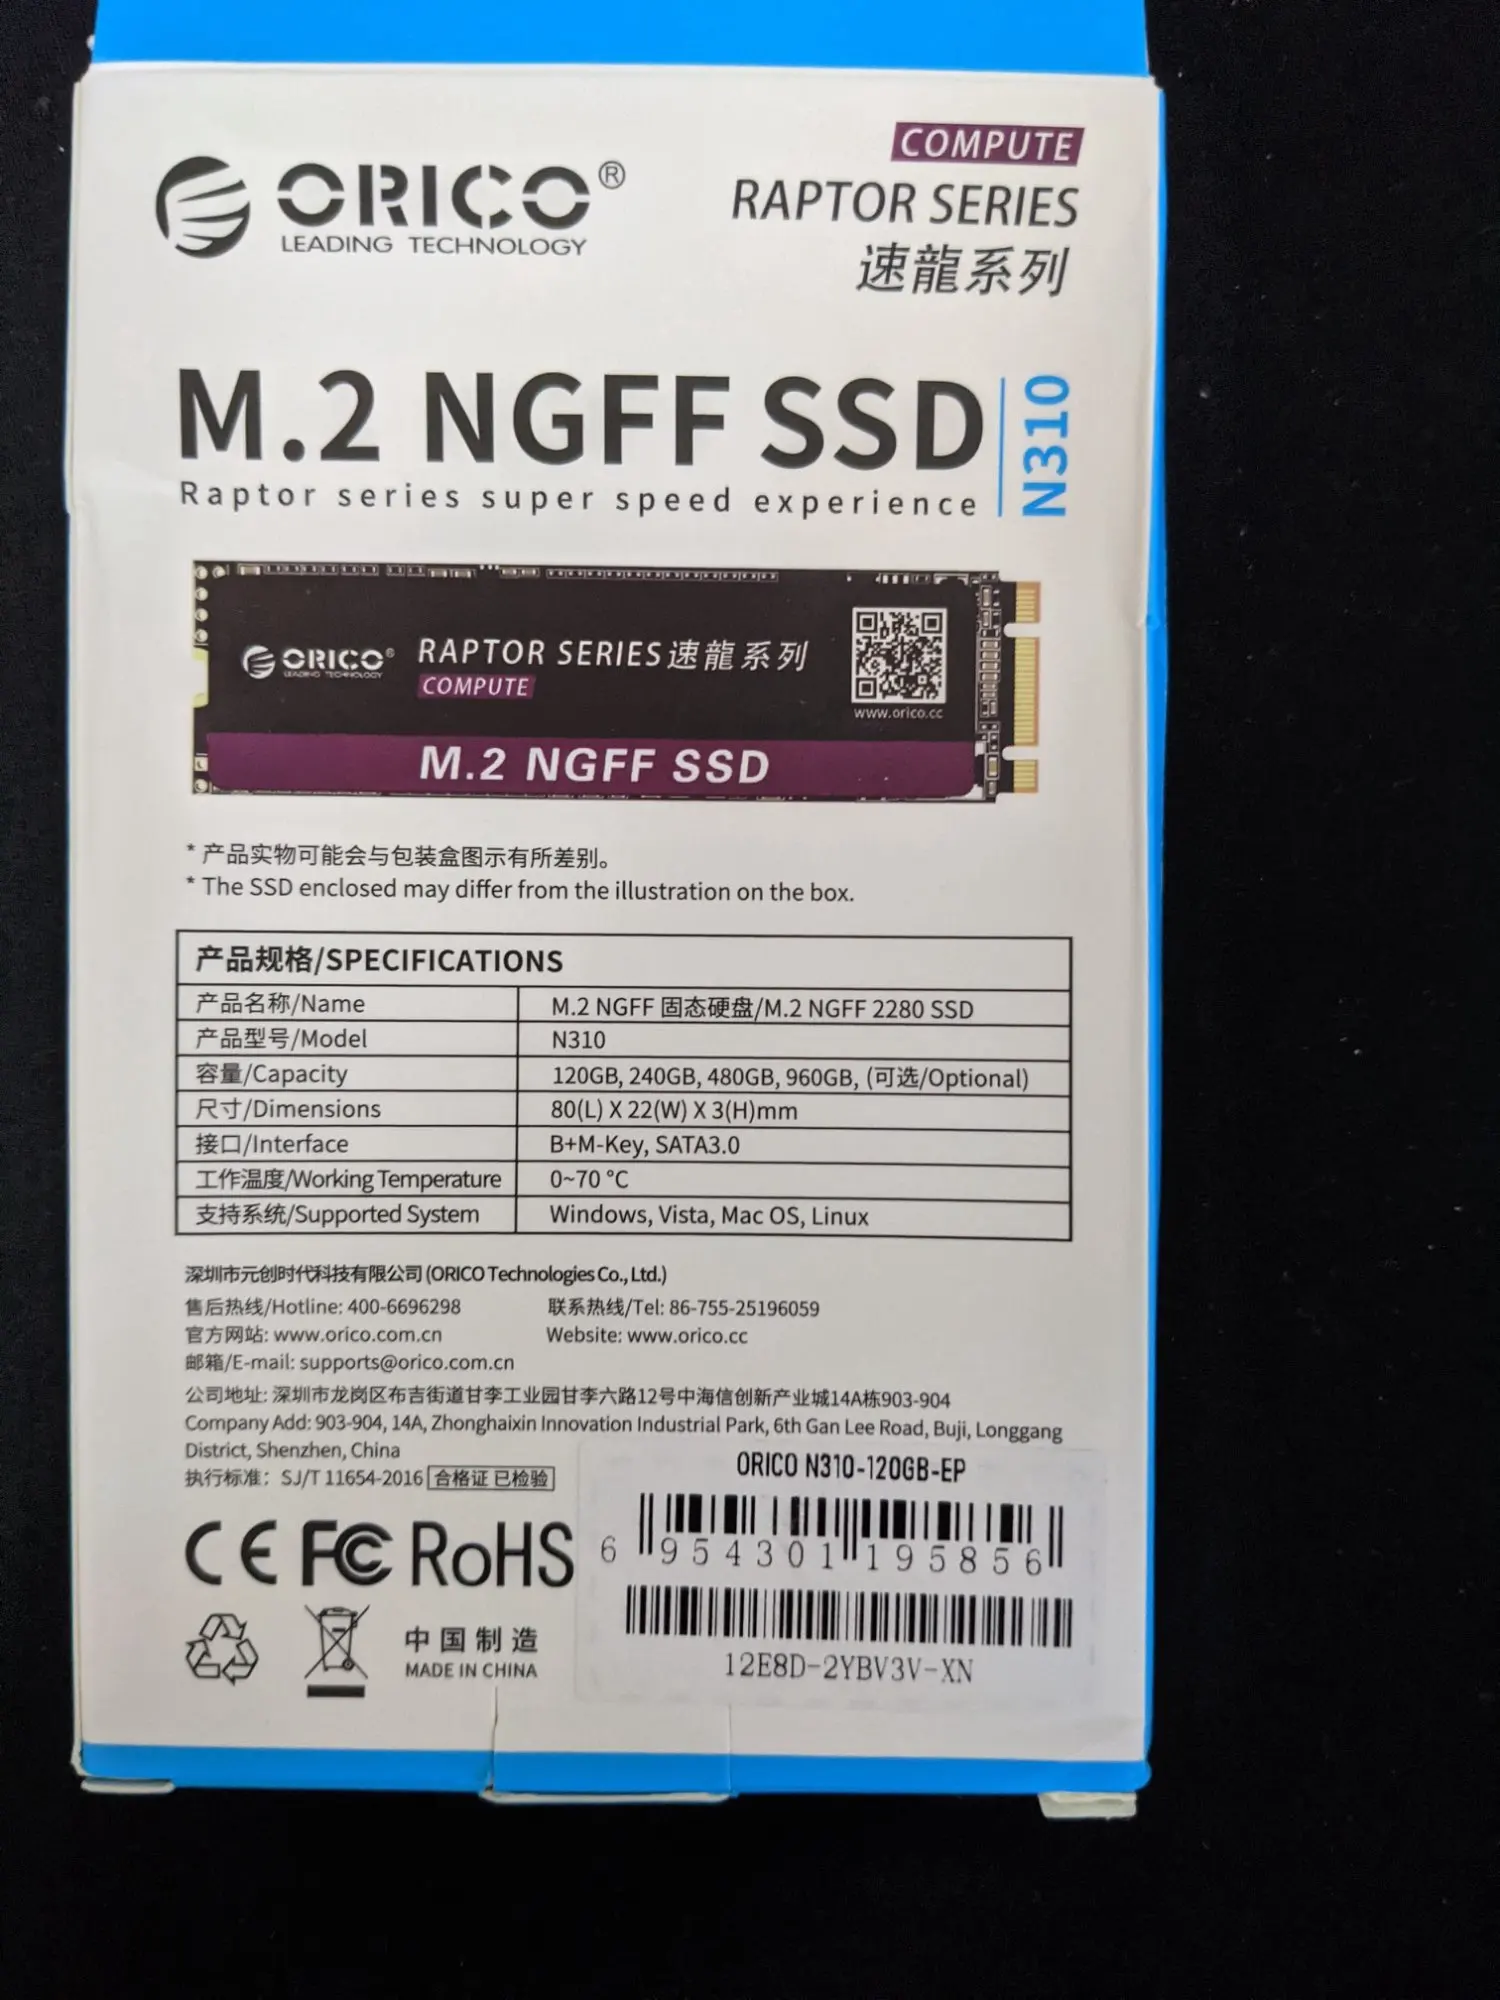 COMPUTE
ORICO®
LEADING TECHNOLOGY
RAPTOR SERIES
速龍系列
M.2 NGFF SSD
N310
Raptor series super speed experience
ORICO®
LEADING TECHNOLOGY
RAPTOR SERIES速龍系列
COMPUTE
www.orico.cc
M.2 NGFF SSD
* 产品实物可能会与包装盒图示有所差别。
* The SSD enclosed may differ from the illustration on the box.
产品规格/SPECIFICATIONS
产品名称/Name M.2 NGFF 固态硬盘/M.2 NGFF 2280 SSD
产品型号/Model N310
容量/Capacity 120GB, 240GB, 480GB, 960GB, (可选/Optional)
尺寸/Dimensions 80(L) X 22(W) X 3(H)mm
接口/Interface B+M-Key, SATA3.0
工作温度/Working Temperature 0~70 °C
支持系统/Supported System Windows, Vista, Mac OS, Linux
深圳市元创时代科技有限公司 (ORICO Technologies Co., Ltd.)
售后热线/Hotline: 400-6696298 联系热线/Tel: 86-755-25196059
官方网站: www.orico.com.cn Website: www.orico.cc
邮箱/E-mail: supports@orico.com.cn
公司地址: 深圳市龙岗区布吉街道甘李工业园甘李六路12号中海信创新产业城14A栋903-904
Company Add: 903-904, 14A, Zhonghaixin Innovation Industrial Park, 6th Gan Lee Road, Buji, Longgang
District, Shenzhen, China
执行标准: SJ/T 11654-2016 合格证 已检验
ORICO N310-120GB-EP
6 954301 195856
CE FC RoHS
中国制造
MADE IN CHINA
12E8D-2YBV3V-XN